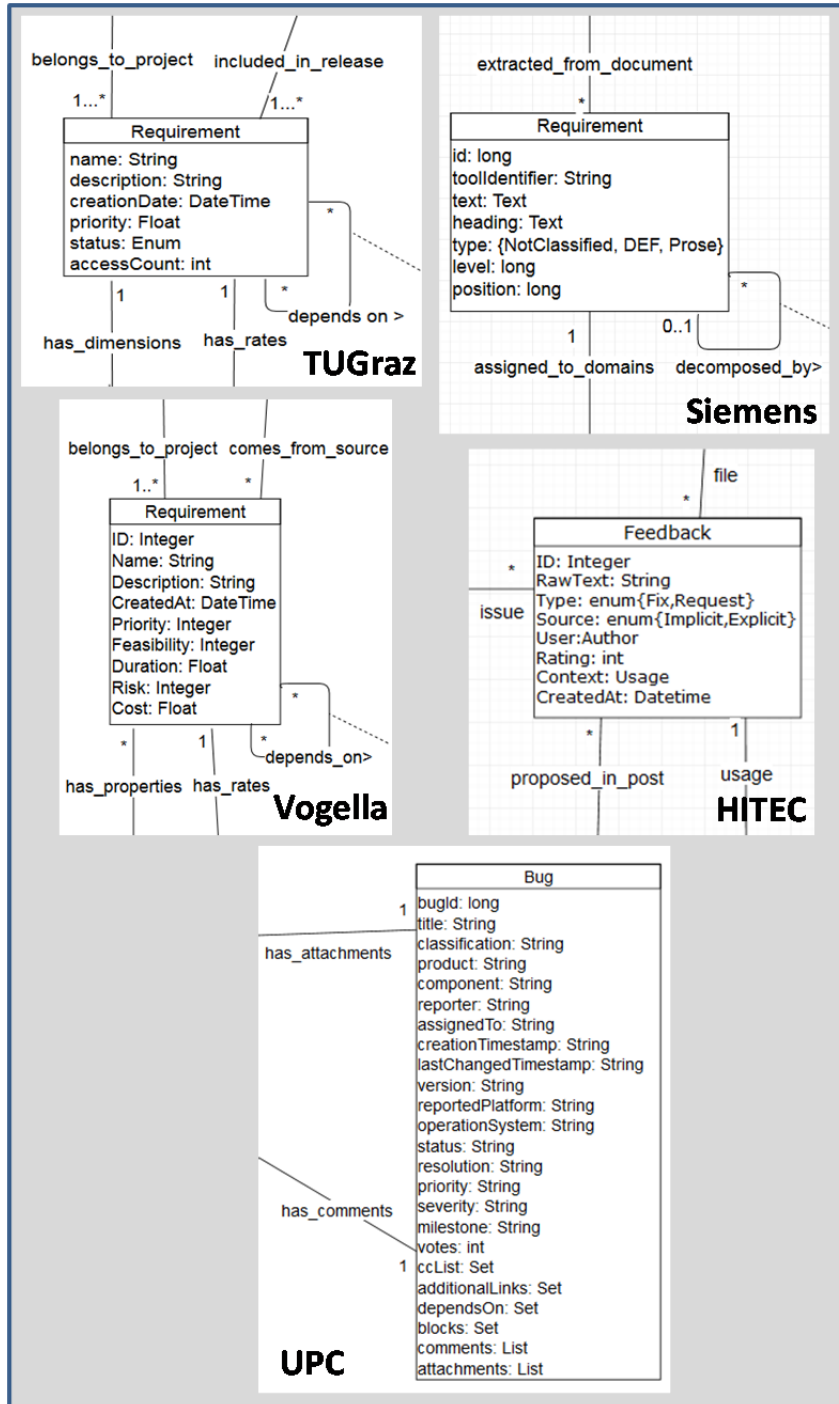 belongs_to_project
included_in_release
1...*
1...*
Requirement
name: String
description: String
creationDate: DateTime
priority: Float
status: Enum
accessCount: int
*
*
depends on >
1
1
has_dimensions
has_rates
TUGraz
extracted_from_document
*
Requirement
id: long
toolIdentifier: String
text: Text
heading: Text
type: {NotClassified, DEF, Prose}
level: long
position: long
*
0..1
1
assigned_to_domains
decomposed_by>
Siemens
belongs_to_project
comes_from_source
1..*
*
Requirement
ID: Integer
Name: String
Description: String
CreatedAt: DateTime
Priority: Integer
Feasibility: Integer
Duration: Float
Risk: Integer
Cost: Float
*
*
depends_on>
*
1
has_properties
has_rates
Vogella
file
*
Feedback
ID: Integer
RawText: String
Type: enum{Fix,Request}
Source: enum{Implicit,Explicit}
User:Author
Rating: int
Context: Usage
CreatedAt: Datetime
*
issue
*
1
proposed_in_post
usage
HITEC
Bug
bugId: long
title: String
classification: String
product: String
component: String
reporter: String
assignedTo: String
creationTimestamp: String
lastChangedTimestamp: String
version: String
reportedPlatform: String
operationSystem: String
status: String
resolution: String
priority: String
severity: String
milestone: String
votes: int
ccList: Set
additionalLinks: Set
dependsOn: Set
blocks: Set
comments: List
attachments: List
1
has_attachments
has_comments
1
UPC